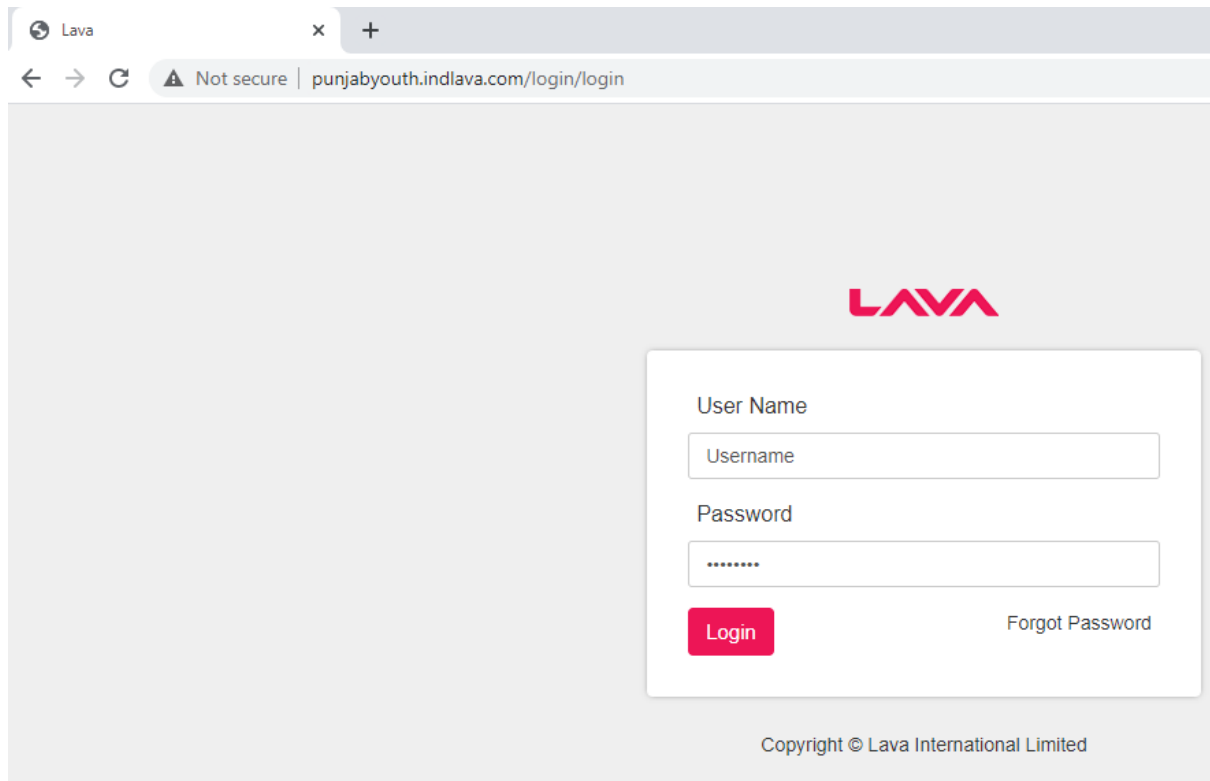 Lava
Not secure punjabyouth.indlava.com/login/login
LAVA
User Name
Username
Password
••••••••
Login Forgot Password
Copyright © Lava International Limited